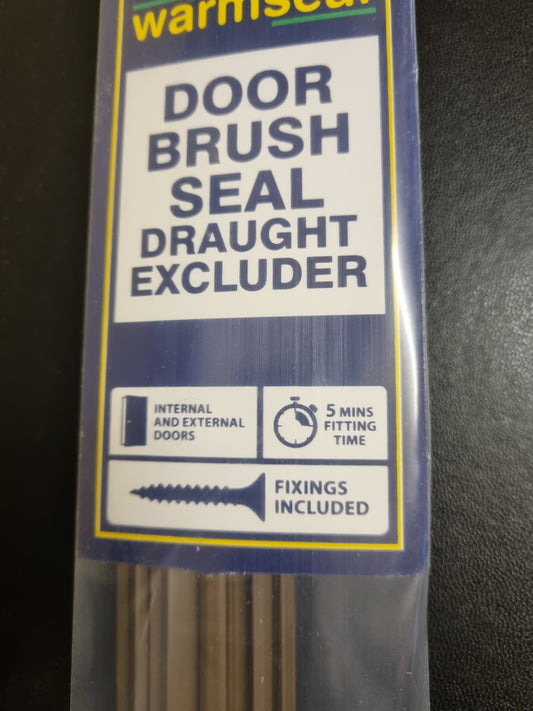 warmseal
DOOR
BRUSH
SEAL
DRAUGHT
EXCLUDER
INTERNAL
AND EXTERNAL
DOORS
5 MINS
FITTING
TIME
FIXINGS
INCLUDED